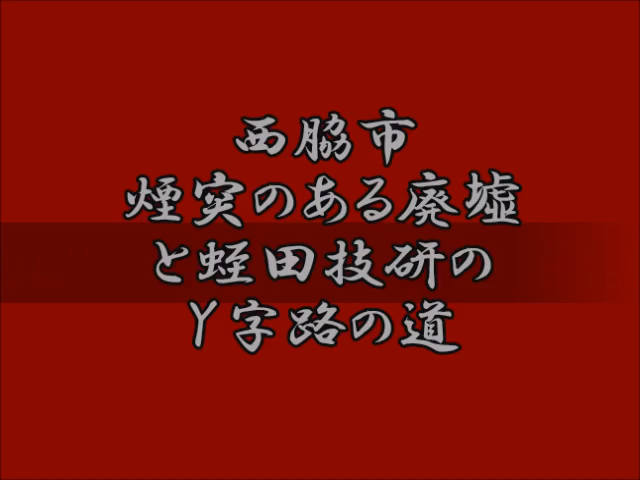 西脇市
煙突のある廃墟
と蛭田技研の
Y字路の道